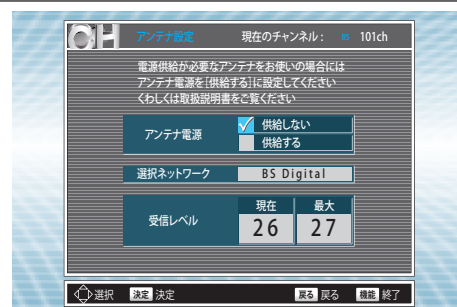 CH アンテナ設定 現在のチャンネル： 101ch
電源供給が必要なアンテナをお使いの場合には
アンテナ電源を[供給する]に設定してください
くわしくは取扱説明書をご覧ください
アンテナ電源
供給しない
供給する
選択ネットワーク BS Digital
受信レベル
現在 最大
26 27
選択 決定 決定 戻る 戻る 機能 終了